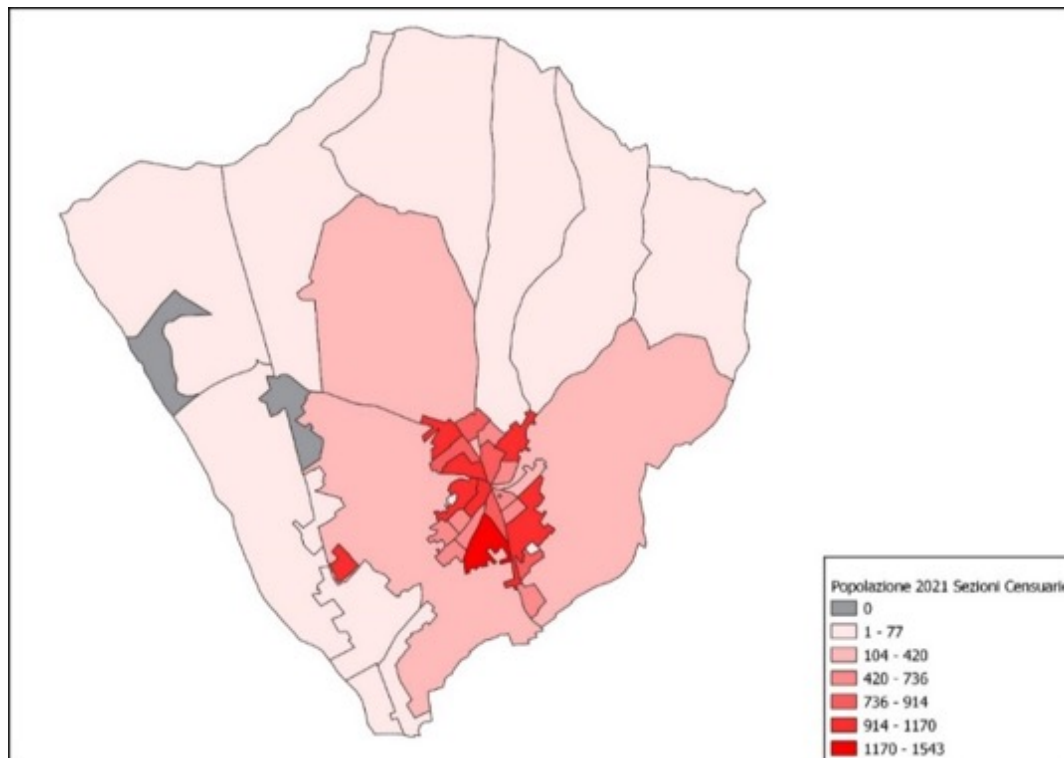 Popolazione 2021 Sezioni Censuarie
0
1 - 77
104 - 420
420 - 736
736 - 914
914 - 1170
1170 - 1543